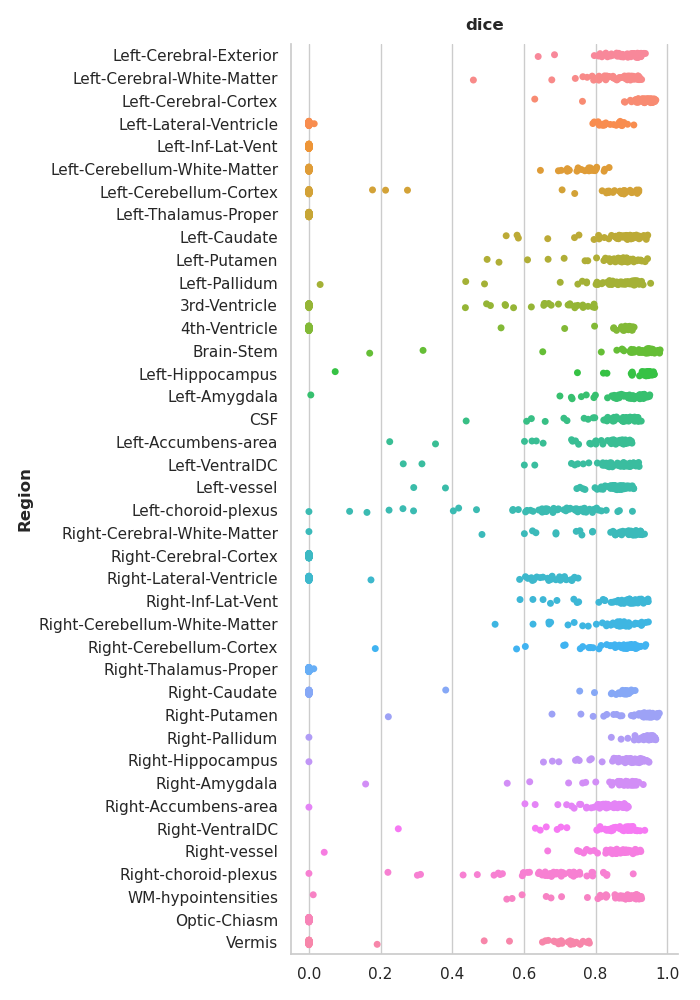 dice
Left-Cerebral-Exterior
Left-Cerebral-White-Matter
Left-Cerebral-Cortex
Left-Lateral-Ventricle
Left-Inf-Lat-Vent
Left-Cerebellum-White-Matter
Left-Cerebellum-Cortex
Left-Thalamus-Proper
Left-Caudate
Left-Putamen
Left-Pallidum
3rd-Ventricle
4th-Ventricle
Brain-Stem
Left-Hippocampus
Left-Amygdala
CSF
Left-Accumbens-area
Left-VentralDC
Left-vessel
Left-choroid-plexus
Right-Cerebral-White-Matter
Right-Cerebral-Cortex
Right-Lateral-Ventricle
Right-Inf-Lat-Vent
Right-Cerebellum-White-Matter
Right-Cerebellum-Cortex
Right-Thalamus-Proper
Right-Caudate
Right-Putamen
Right-Pallidum
Right-Hippocampus
Right-Amygdala
Right-Accumbens-area
Right-VentralDC
Right-vessel
Right-choroid-plexus
WM-hypointensities
Optic-Chiasm
Vermis
Region
0.0 0.2 0.4 0.6 0.8 1.0